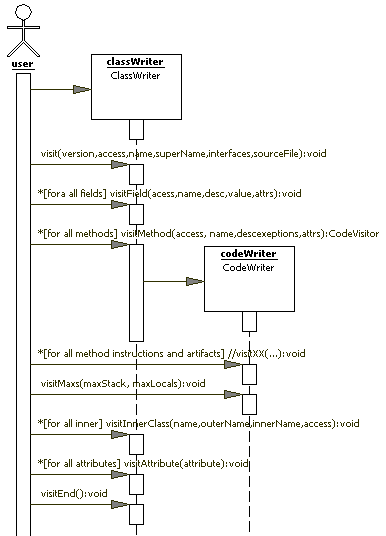 user
classWriter
ClassWriter
visit(version,access,name,superName,interfaces,sourceFile):void
*[fora all fields] visitField(acess,name,desc,value,attrs):void
*[for all methods] visitMethod(access, name,descexeptions,attrs):CodeVisitor
codeWriter
CodeWriter
*[for all method instructions and artifacts] //visitXX(...):void
visitMaxs(maxStack, maxLocals):void
*[for all inner] visitInnerClass(name,outerName,innerName,access):void
*[for all attributes] visitAttribute(attribute):void
visitEnd():void